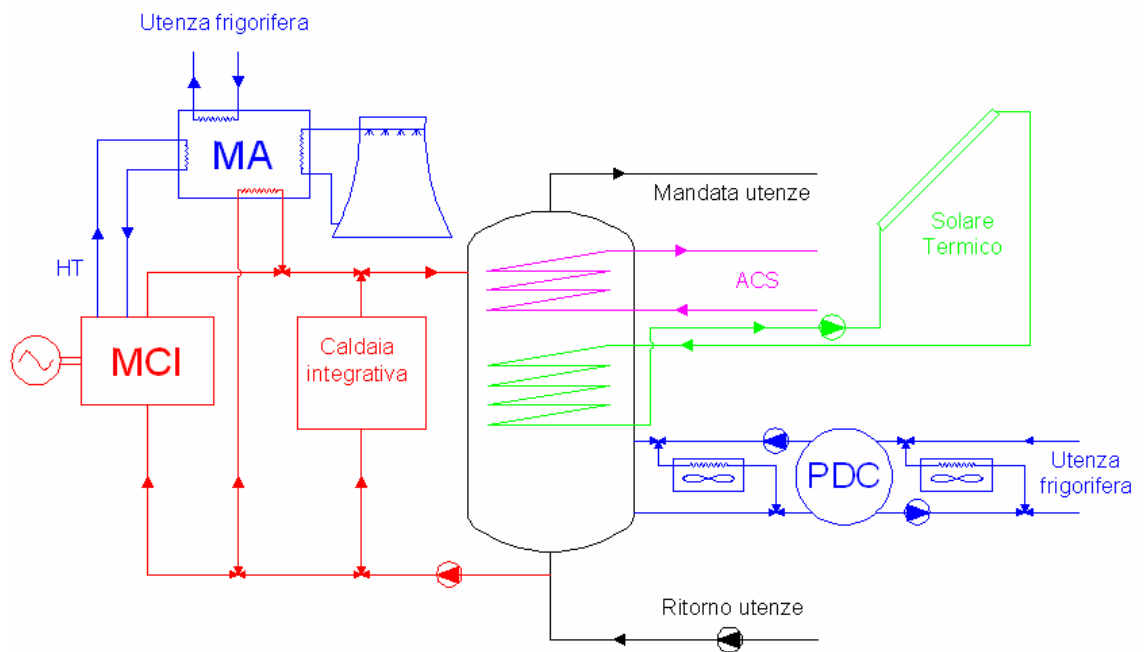 Utenza frigorifera
MA
Mandata utenze
Solare
Termico
HT
ACS
MCI
Caldaia
integrativa
PDC
Utenza
frigorifera
Ritorno utenze